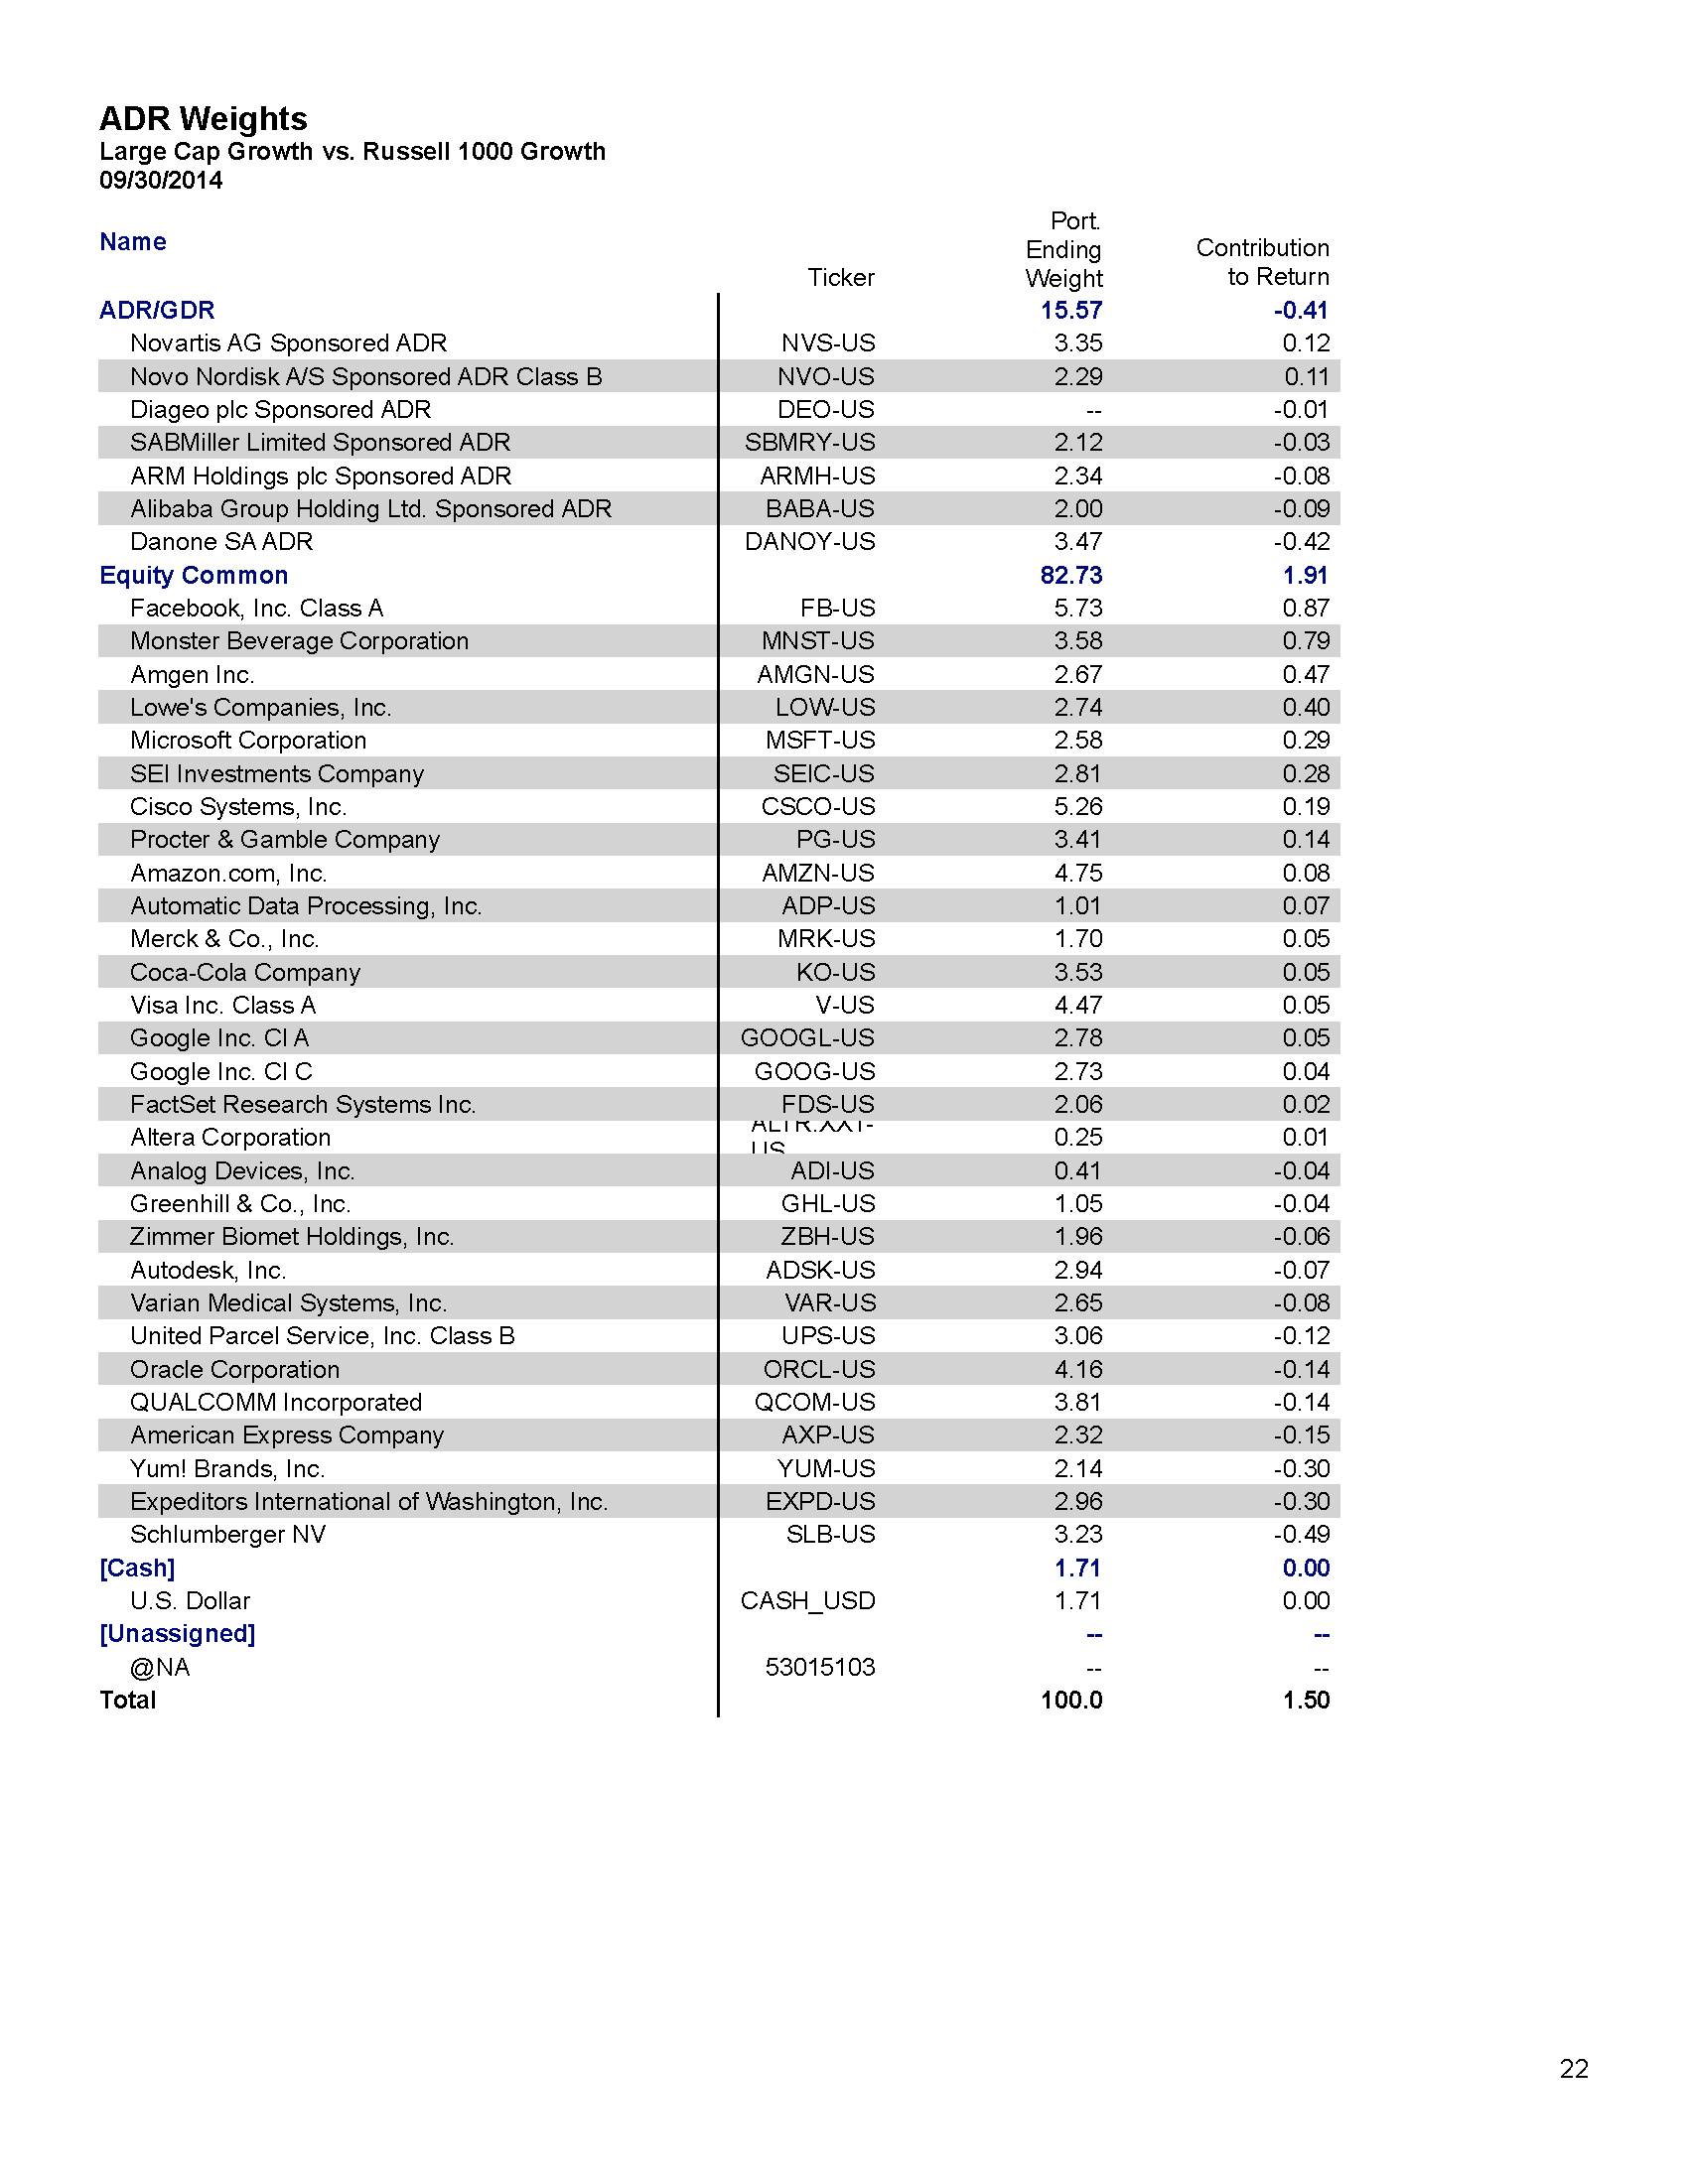 ADR Weights
Large Cap Growth vs. Russell 1000 Growth
09/30/2014
Name Ticker Port. Ending Weight Contribution to Return
ADR/GDR 15.57 -0.41
Novartis AG Sponsored ADR NVS-US 3.35 0.12
Novo Nordisk A/S Sponsored ADR Class B NVO-US 2.29 0.11
Diageo plc Sponsored ADR DEO-US -- -0.01
SABMiller Limited Sponsored ADR SBMRY-US 2.12 -0.03
ARM Holdings plc Sponsored ADR ARMH-US 2.34 -0.08
Alibaba Group Holding Ltd. Sponsored ADR BABA-US 2.00 -0.09
Danone SA ADR DANOY-US 3.47 -0.42
Equity Common 82.73 1.91
Facebook, Inc. Class A FB-US 5.73 0.87
Monster Beverage Corporation MNST-US 3.58 0.79
Amgen Inc. AMGN-US 2.67 0.47
Lowe's Companies, Inc. LOW-US 2.74 0.40
Microsoft Corporation MSFT-US 2.58 0.29
SEI Investments Company SEIC-US 2.81 0.28
Cisco Systems, Inc. CSCO-US 5.26 0.19
Procter & Gamble Company PG-US 3.41 0.14
Amazon.com, Inc. AMZN-US 4.75 0.08
Automatic Data Processing, Inc. ADP-US 1.01 0.07
Merck & Co., Inc. MRK-US 1.70 0.05
Coca-Cola Company KO-US 3.53 0.05
Visa Inc. Class A V-US 4.47 0.05
Google Inc. Cl A GOOGL-US 2.78 0.05
Google Inc. Cl C GOOG-US 2.73 0.04
FactSet Research Systems Inc. FDS-US 2.06 0.02
Altera Corporation ALTR.XX1-US 0.25 0.01
Analog Devices, Inc. ADI-US 0.41 -0.04
Greenhill & Co., Inc. GHL-US 1.05 -0.04
Zimmer Biomet Holdings, Inc. ZBH-US 1.96 -0.06
Autodesk, Inc. ADSK-US 2.94 -0.07
Varian Medical Systems, Inc. VAR-US 2.65 -0.08
United Parcel Service, Inc. Class B UPS-US 3.06 -0.12
Oracle Corporation ORCL-US 4.16 -0.14
QUALCOMM Incorporated QCOM-US 3.81 -0.14
American Express Company AXP-US 2.32 -0.15
Yum! Brands, Inc. YUM-US 2.14 -0.30
Expeditors International of Washington, Inc. EXPD-US 2.96 -0.30
Schlumberger NV SLB-US 3.23 -0.49
[Cash] 1.71 0.00
U.S. Dollar CASH_USD 1.71 0.00
[Unassigned] -- --
@NA 53015103 -- --
Total 100.0 1.50
22